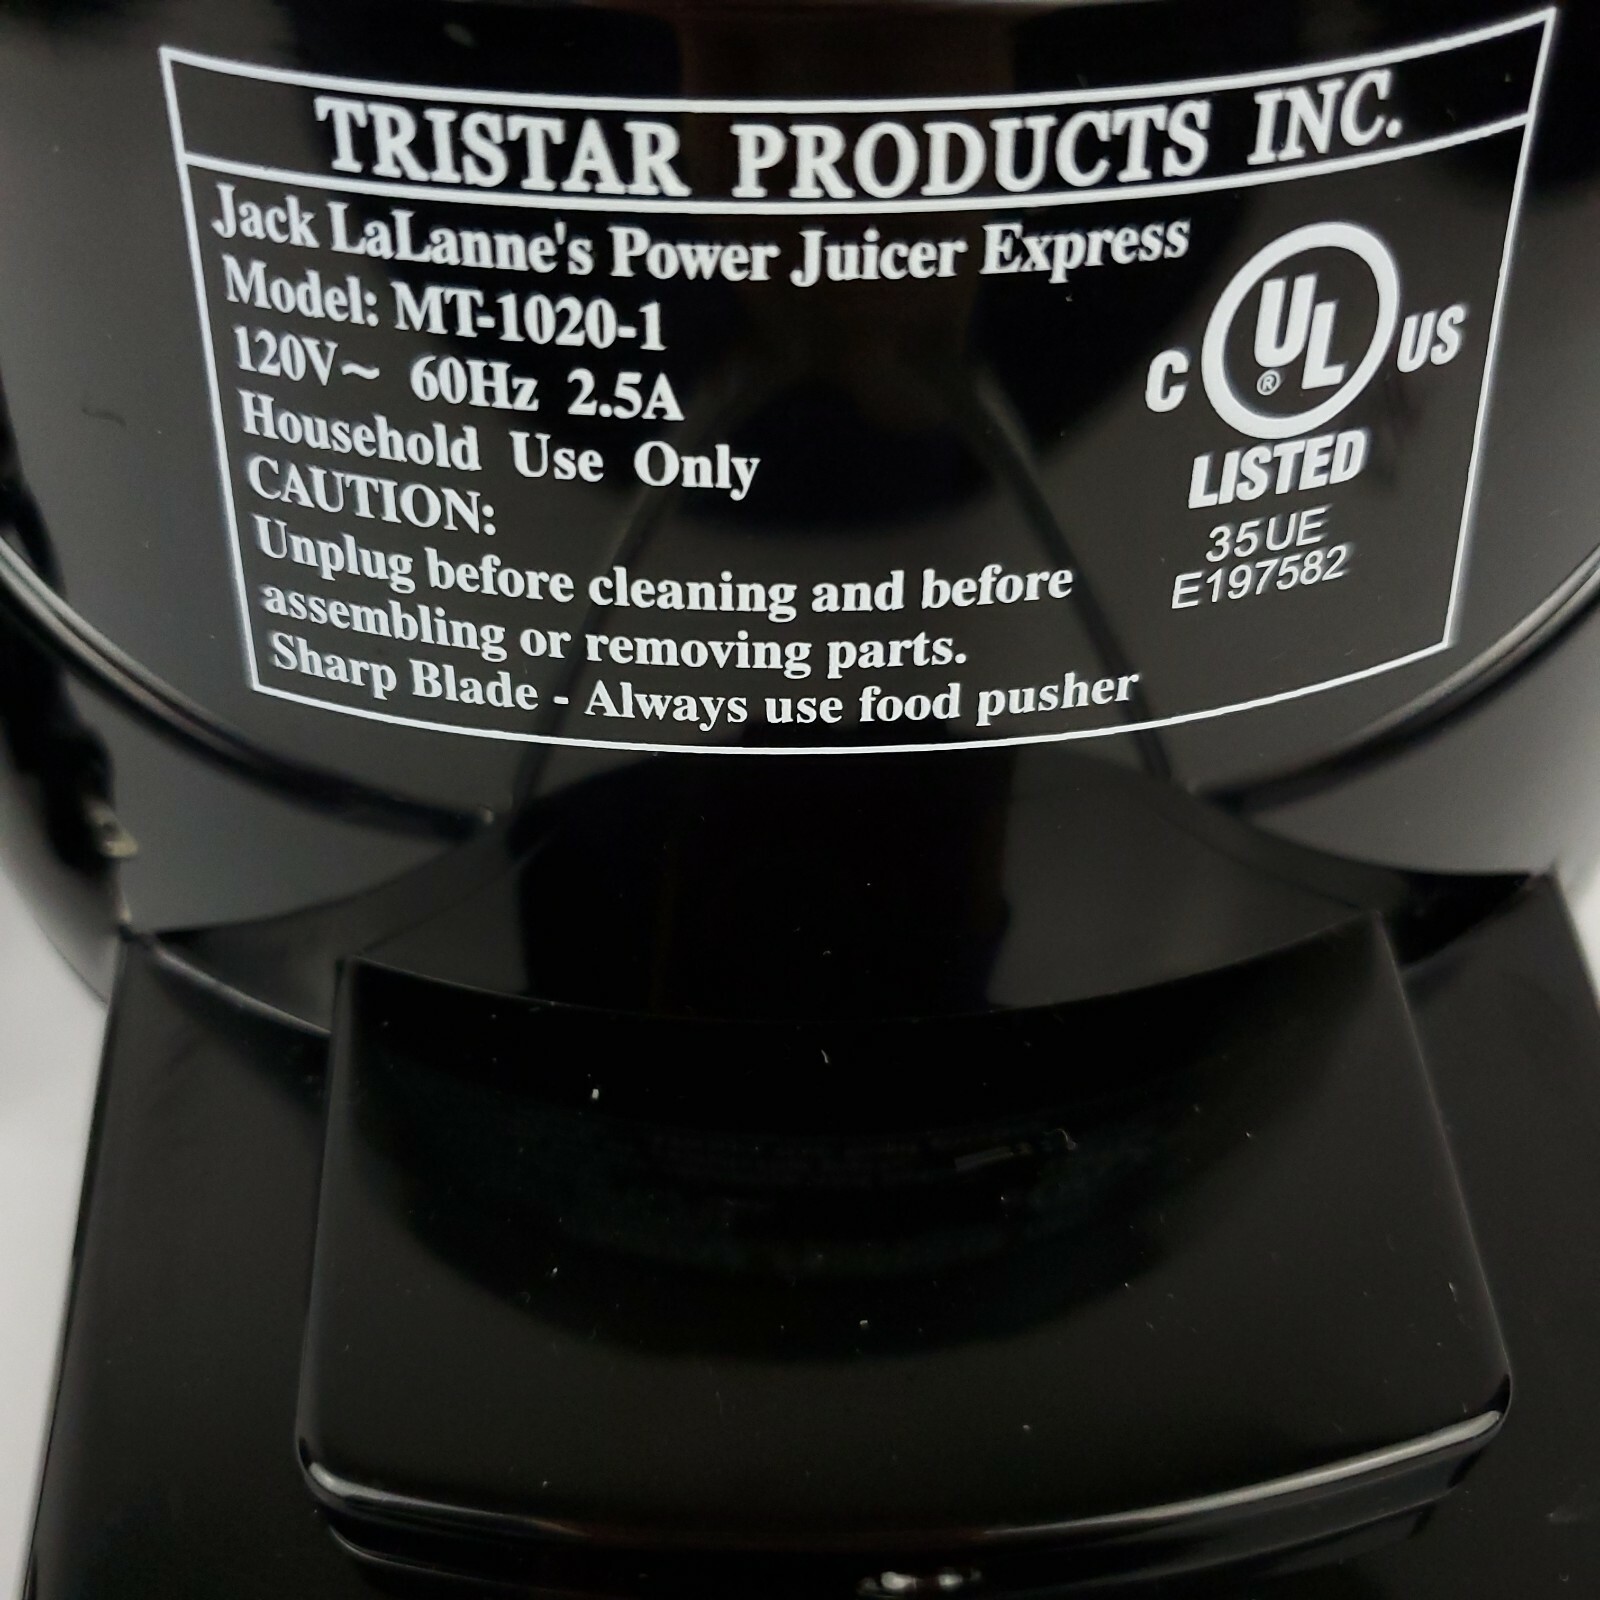 TRISTAR PRODUCTS INC.
Jack LaLanne's Power Juicer Express
Model: MT-1020-1
120V~ 60Hz 2.5A
Household Use Only
CAUTION:
Unplug before cleaning and before
assembling or removing parts.
Sharp Blade - Always use food pusher
C UL ® US
LISTED
35UE
E197582